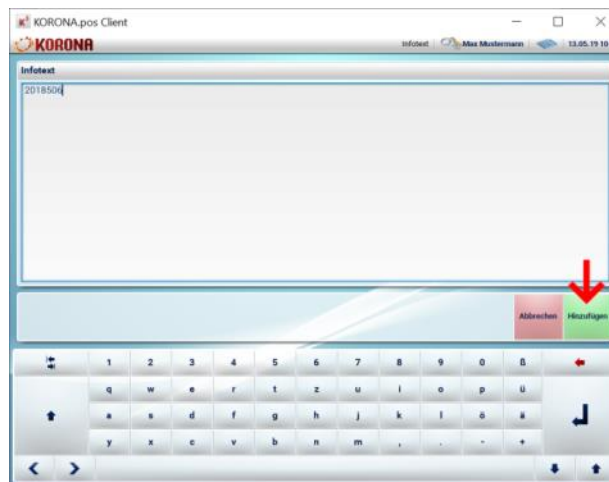 KORONA.pos Client
KORONA
Infotext Max Mustermann 13.05.19 10
Infotext
2018506
Abbrechen Hinzufügen
1 2 3 4 5 6 7 8 9 0 ß
q w e r t z u i o p ü
a s d f g h j k l ö ä
y x c v b n m , . - +